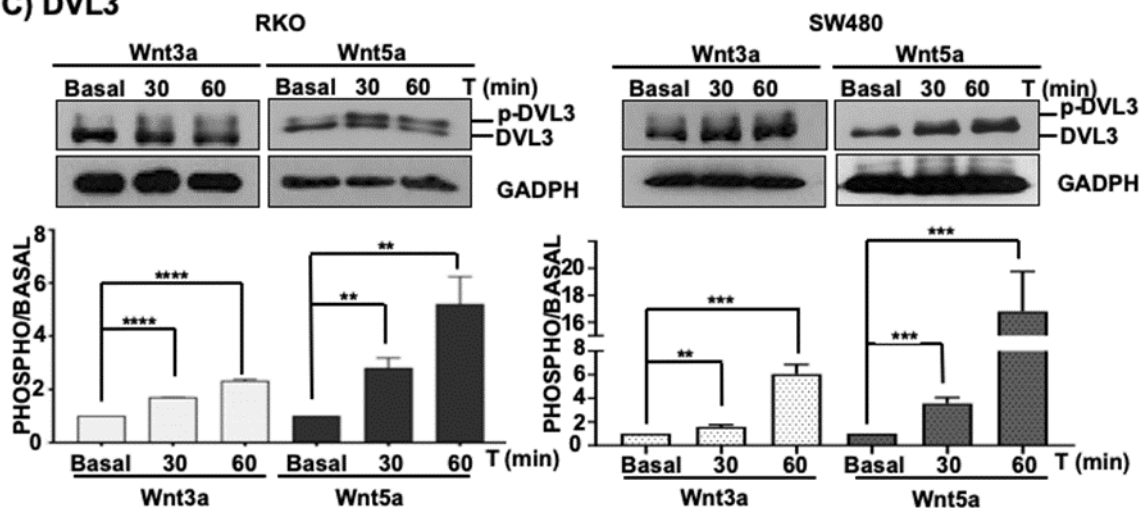 C) DVL3
RKO
SW480
Wnt3a
Wnt5a
Wnt3a
Wnt5a
Basal 30 60
Basal 30 60 T (min)
Basal 30 60
Basal 30 60 T (min)
p-DVL3
DVL3
GADPH
p-DVL3
DVL3
GADPH
PHOSPHO/BASAL
8
6
4
2
0
****
****
**
**
Basal 30 60 Basal 30 60 T (min)
Wnt3a Wnt5a
PHOSPHO/BASAL
20
18
16
8
6
4
2
0
***
**
***
***
Basal 30 60 Basal 30 60 T (min)
Wnt3a Wnt5a